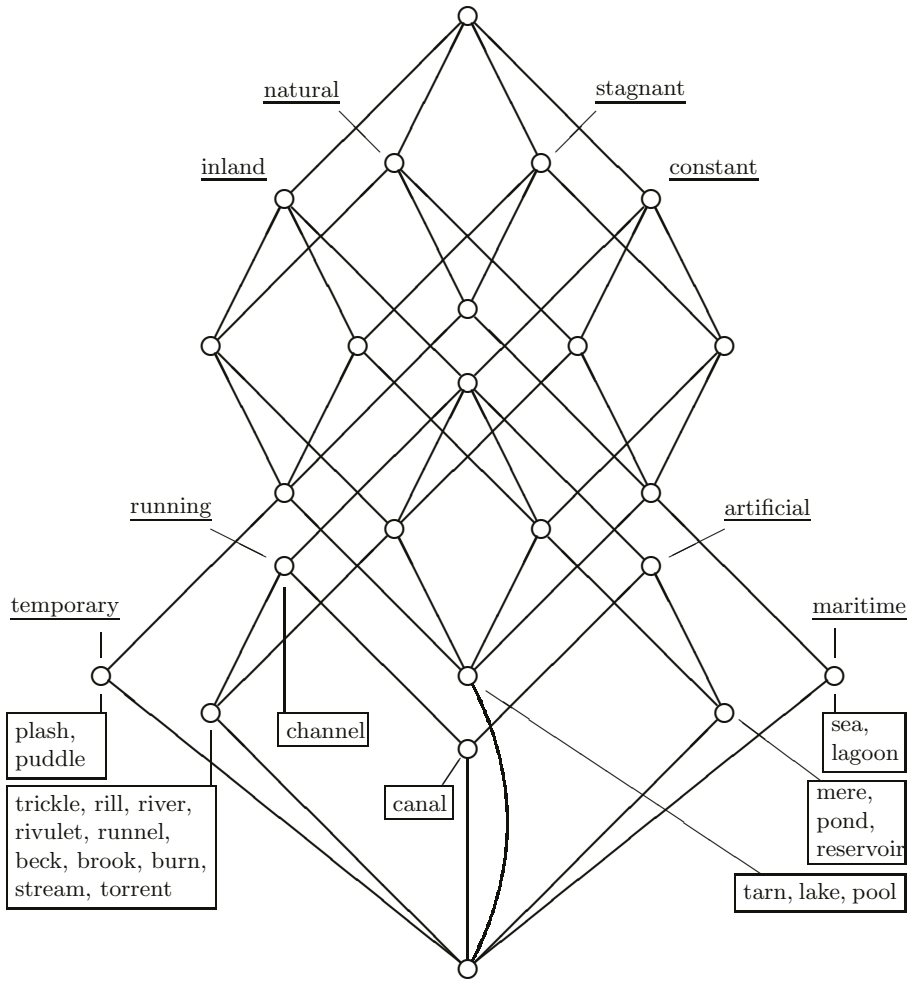 natural
stagnant
inland
constant
running
artificial
temporary
maritime
plash,
puddle
channel
sea,
lagoon
trickle, rill, river,
rivulet, runnel,
beck, brook, burn,
stream, torrent
canal
mere,
pond,
reservoir
tarn, lake, pool